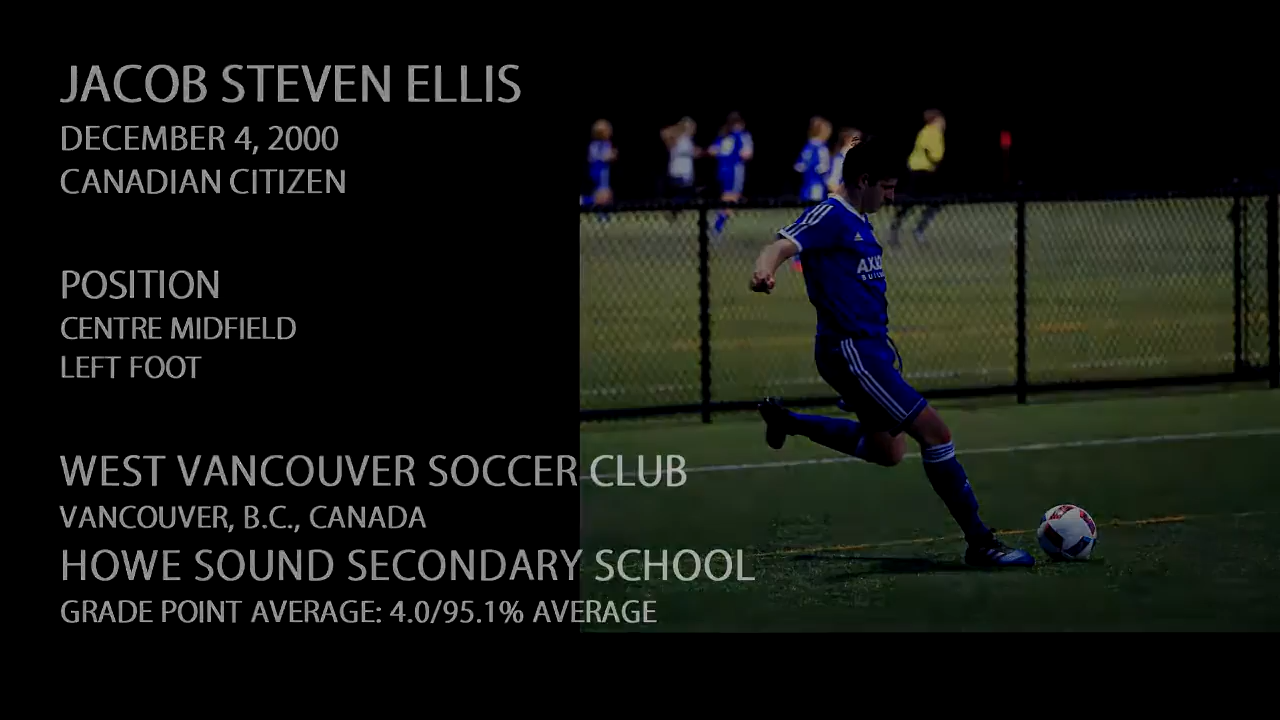 JACOB STEVEN ELLIS
DECEMBER 4, 2000
CANADIAN CITIZEN
POSITION
CENTRE MIDFIELD
LEFT FOOT
WEST VANCOUVER SOCCER CLUB
VANCOUVER, B.C., CANADA
HOWE SOUND SECONDARY SCHOOL
GRADE POINT AVERAGE: 4.0/95.1% AVERAGE